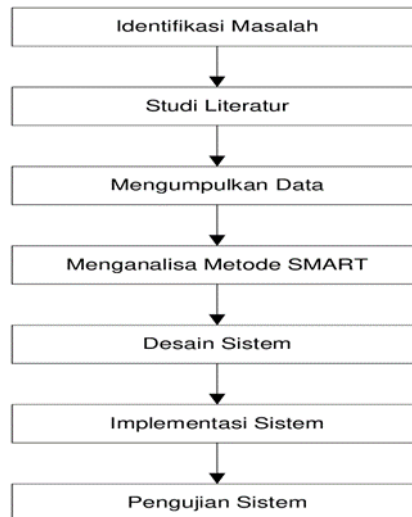 Identifikasi Masalah
Studi Literatur
Mengumpulkan Data
Menganalisa Metode SMART
Desain Sistem
Implementasi Sistem
Pengujian Sistem